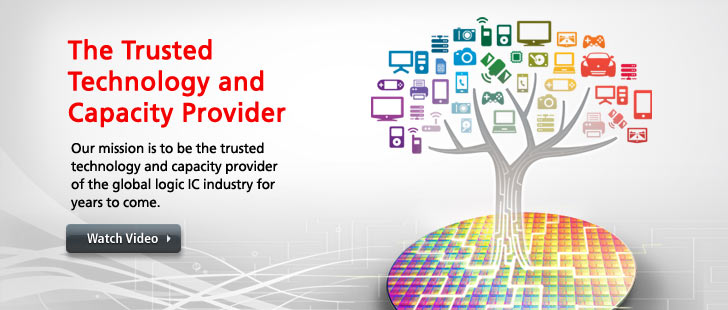 The Trusted
Technology and
Capacity Provider
Our mission is to be the trusted
technology and capacity provider
of the global logic IC industry for
years to come.
Watch Video